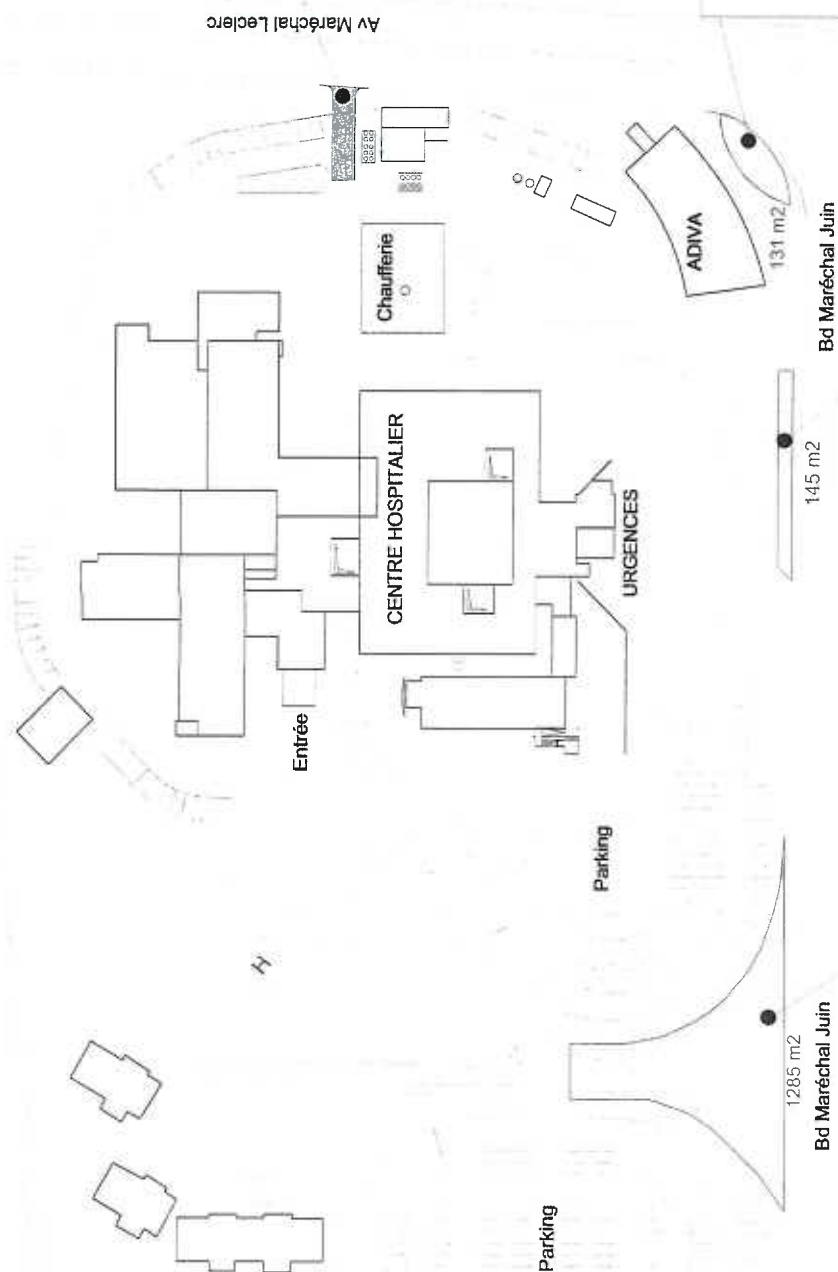 Av Maréchal Leclerc
Chaufferie
ADIVA
131 m2
Bd Maréchal Juin
CENTRE HOSPITALIER
145 m2
URGENCES
Entrée
H
H
Parking
1285 m2
Bd Maréchal Juin
Parking